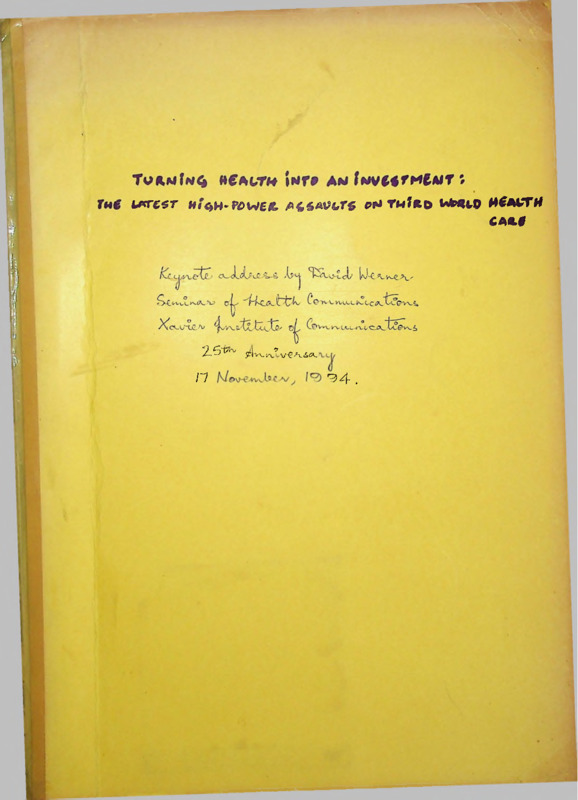 TURNING HEALTH INTO AN INVESTMENT:
THE LATEST HIGH-POWER ASSAULTS ON THIRD WORLD HEALTH
CARE
Keynote address by David Werner
Seminar of Health Communications
Xavier Institute of Communications
25th Anniversary
17 November, 1994.